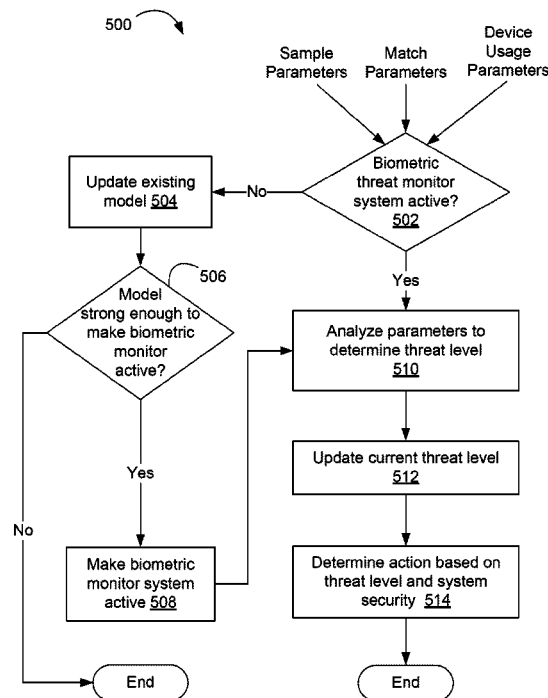 500
Sample
Parameters
Match
Parameters
Device
Usage
Parameters
Biometric
threat monitor
system active?
502
No
Update existing
model 504
506
Yes
Model
strong enough to
make biometric
monitor
active?
Analyze parameters to
determine threat level
510
Update current threat level
512
Yes
No
Make biometric
monitor system
active 508
Determine action based on
threat level and system
security 514
End
End